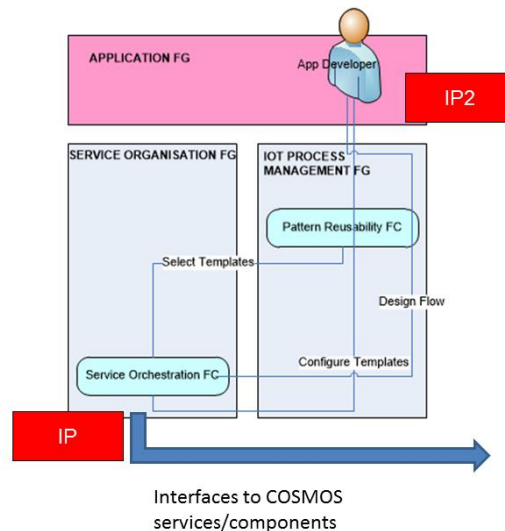 APPLICATION FG
App Developer
IP2
SERVICE ORGANISATION FG
IOT PROCESS
MANAGEMENT FG
Pattern Reusability FC
Select Templates
Design Flow
Configure Templates
Service Orchestration FC
IP
Interfaces to COSMOS
services/components